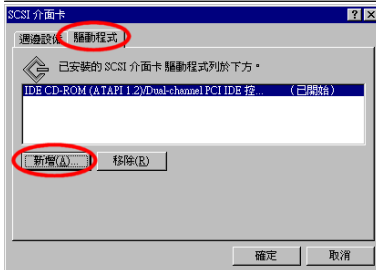 SCSI 介面卡
週邊設備 驅動程式
已安裝的 SCSI 介面卡 驅動程式列於下方。
IDE CD-ROM (ATAPI 1.2)/Dual-channel PCI IDE 控... (已開始)
新增(A)... 移除(R)
確定 取消